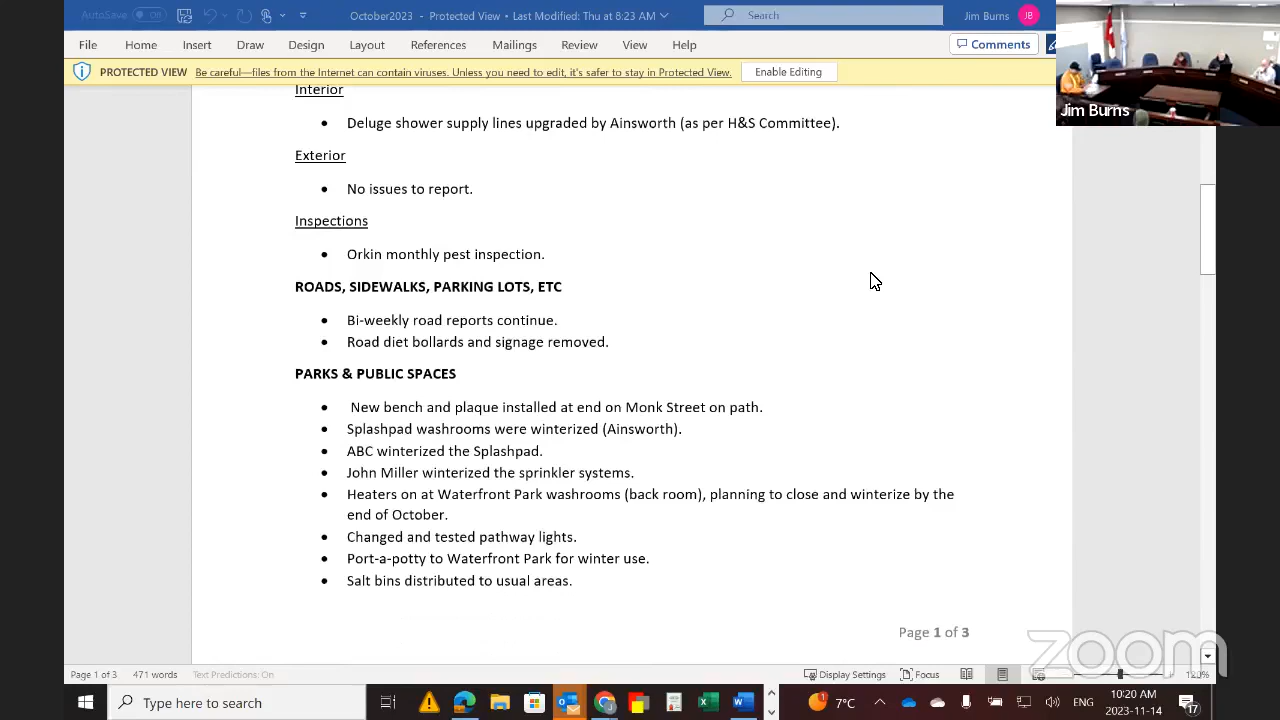 AutoSave Off October2023 - Protected View • Last Modified: Thu at 8:23 AM Search Jim Burns JB
File Home Insert Draw Design Layout References Mailings Review View Help Comments
PROTECTED VIEW Be careful—files from the Internet can contain viruses. Unless you need to edit, it's safer to stay in Protected View. Enable Editing
Jim Burns
Interior
• Deluge shower supply lines upgraded by Ainsworth (as per H&S Committee).
Exterior
• No issues to report.
Inspections
• Orkin monthly pest inspection.
ROADS, SIDEWALKS, PARKING LOTS, ETC
• Bi-weekly road reports continue.
• Road diet bollards and signage removed.
PARKS & PUBLIC SPACES
• New bench and plaque installed at end on Monk Street on path.
• Splashpad washrooms were winterized (Ainsworth).
• ABC winterized the Splashpad.
• John Miller winterized the sprinkler systems.
• Heaters on at Waterfront Park washrooms (back room), planning to close and winterize by the
end of October.
• Changed and tested pathway lights.
• Port-a-potty to Waterfront Park for winter use.
• Salt bins distributed to usual areas.
Page 1 of 3
zoom
Page 1 of 3 471 words Text Predictions: On Display Settings Focus 120%
Type here to search 1 7°C ENG 10:20 AM
2023-11-14 17